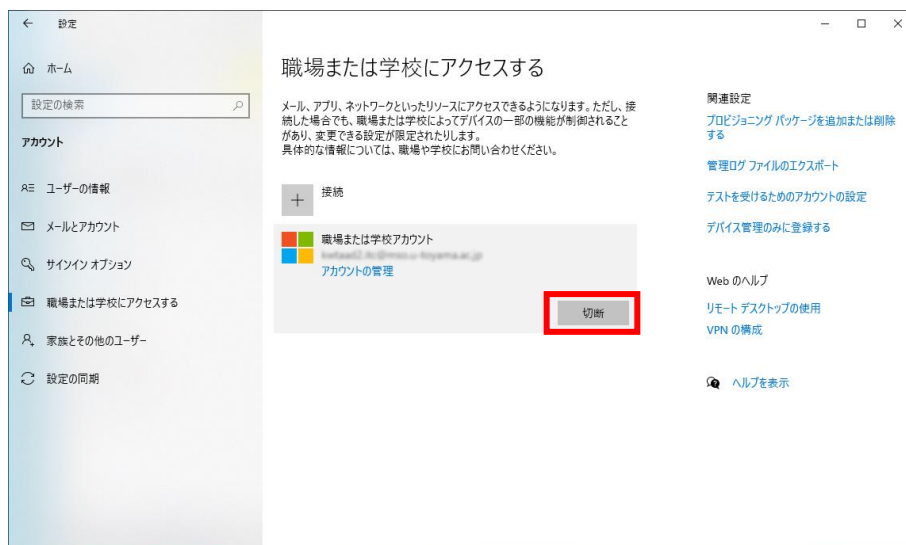 設定
ホーム
設定の検索
アカウント
ユーザーの情報
メールとアカウント
サインイン オプション
職場または学校にアクセスする
家族とその他のユーザー
設定の同期
職場または学校にアクセスする
メール、アプリ、ネットワークといったリソースにアクセスできるようになります。ただし、接
続した場合でも、職場または学校によってデバイスの一部の機能が制御されること
があり、変更できる設定が限定されたりします。
具体的な情報については、職場や学校にお問い合わせください。
接続
職場または学校アカウント
アカウントの管理
切断
関連設定
プロビジョニング パッケージを追加または削除
する
管理ログ ファイルのエクスポート
テストを受けるためのアカウントの設定
デバイス管理のみに登録する
Web のヘルプ
リモート デスクトップの使用
VPN の構成
ヘルプを表示